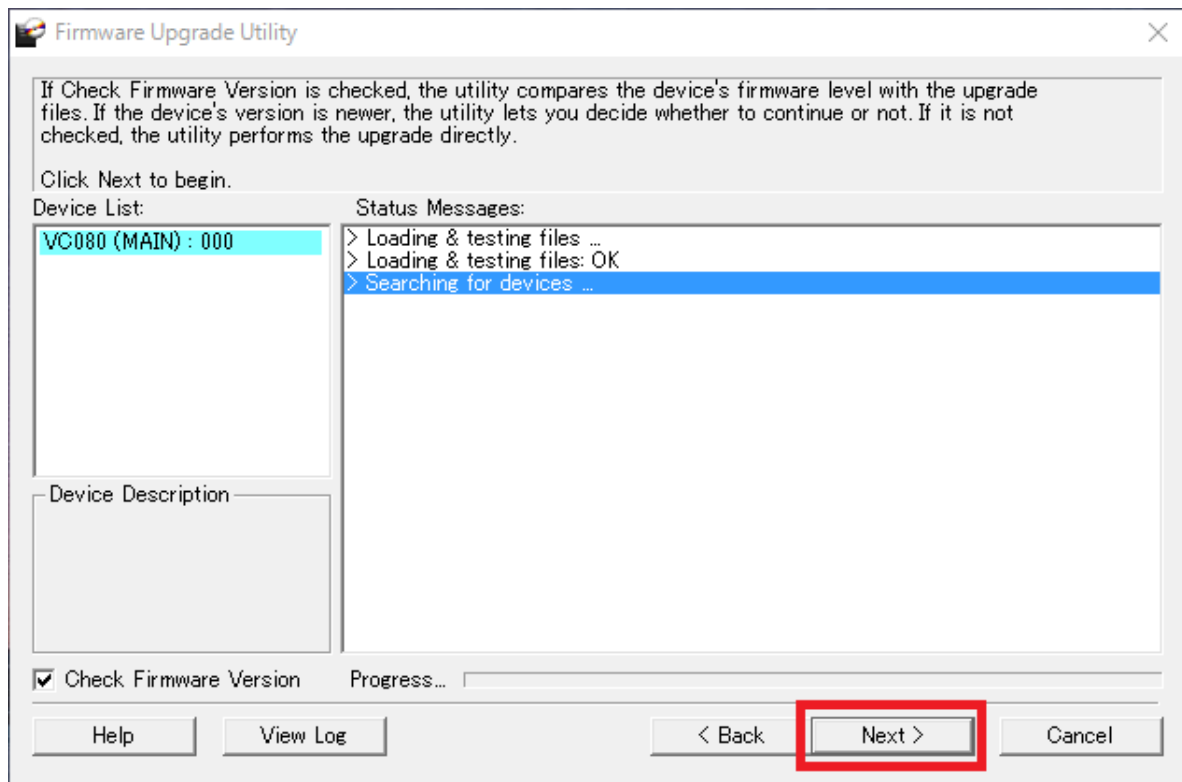 Firmware Upgrade Utility
If Check Firmware Version is checked, the utility compares the device's firmware level with the upgrade
files. If the device's version is newer, the utility lets you decide whether to continue or not. If it is not
checked, the utility performs the upgrade directly.
Click Next to begin.
Device List:
Status Messages:
VC080 (MAIN) : 000
> Loading & testing files ...
> Loading & testing files: OK
> Searching for devices ...
Device Description
Check Firmware Version
Progress...
Help
View Log
< Back
Next >
Cancel